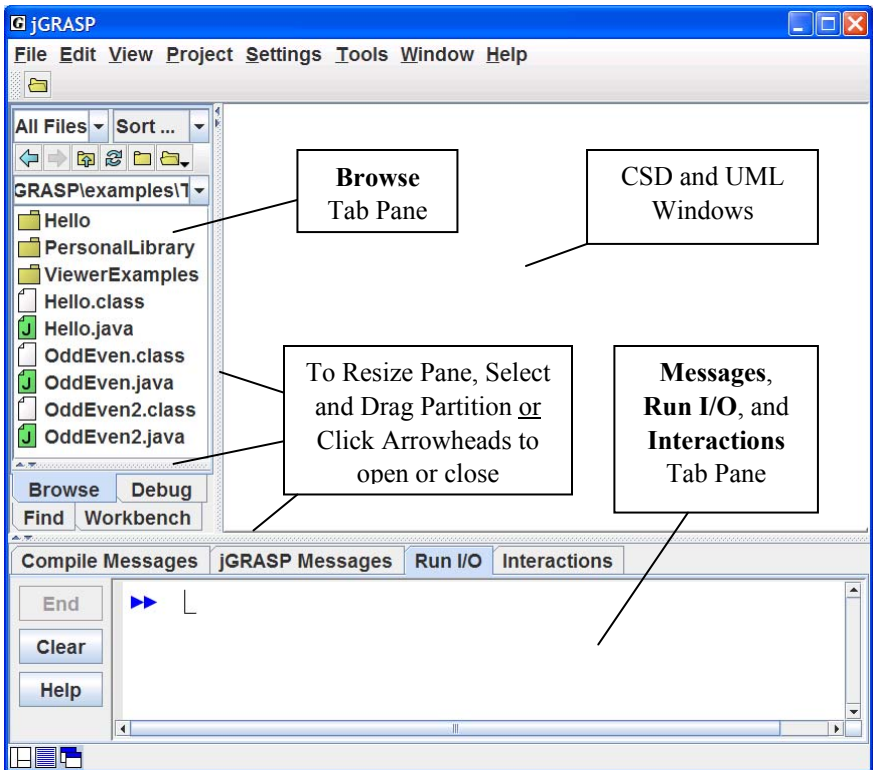 jGRASP
File Edit View Project Settings Tools Window Help
All Files Sort ...
GRASP\examples\T
Hello
PersonalLibrary
ViewerExamples
Hello.class
Hello.java
OddEven.class
OddEven.java
OddEven2.class
OddEven2.java
Browse Debug
Find Workbench
Browse
Tab Pane
CSD and UML
Windows
To Resize Pane, Select
and Drag Partition or
Click Arrowheads to
open or close
Messages,
Run I/O, and
Interactions
Tab Pane
Compile Messages jGRASP Messages Run I/O Interactions
End
Clear
Help